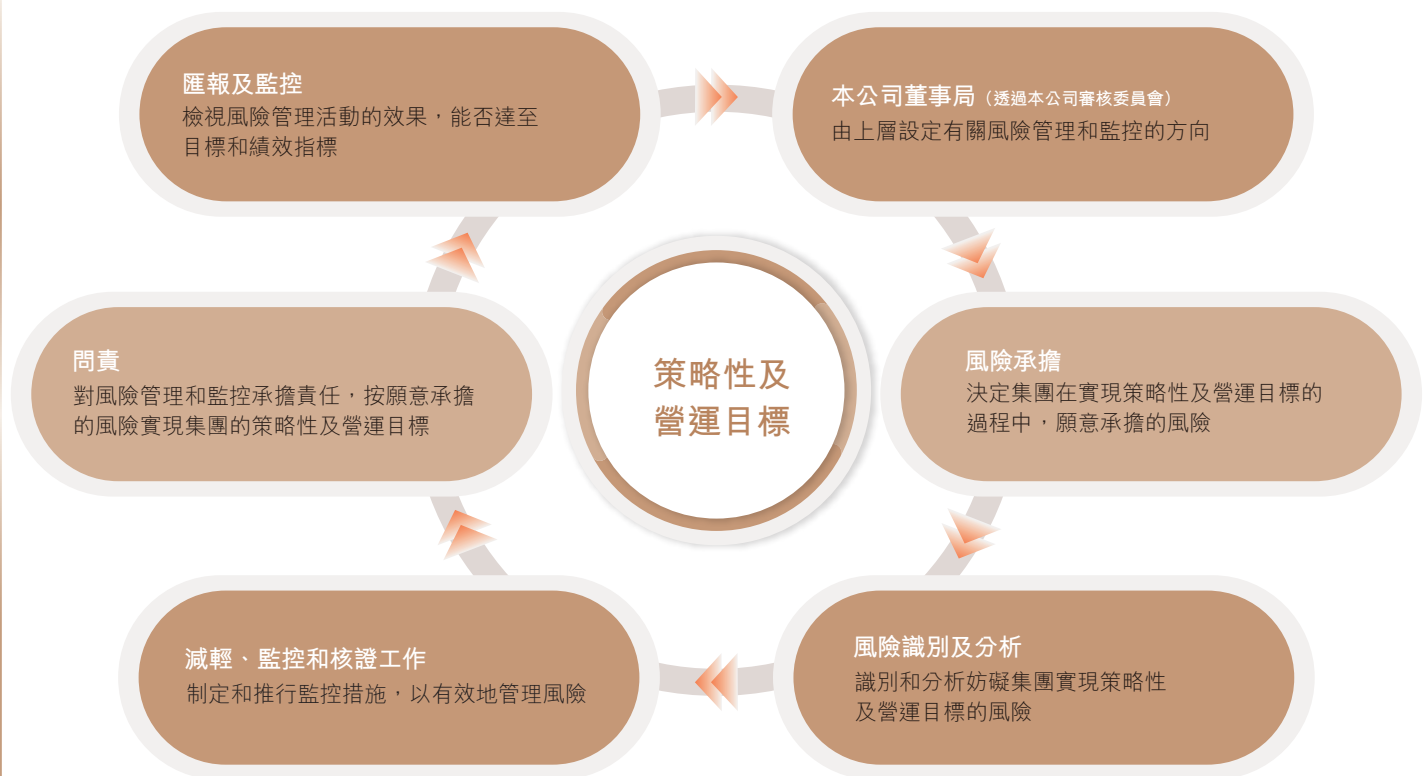 匯報及監控
檢視風險管理活動的效果，能否達至
目標和績效指標
本公司董事局（透過本公司審核委員會）
由上層設定有關風險管理和監控的方向
問責
對風險管理和監控承擔責任，按願意承擔
的風險實現集團的策略性及營運目標
策略性及
營運目標
風險承擔
決定集團在實現策略性及營運目標的
過程中，願意承擔的風險
減輕、監控和核證工作
制定和推行監控措施，以有效地管理風險
風險識別及分析
識別和分析妨礙集團實現策略性
及營運目標的風險